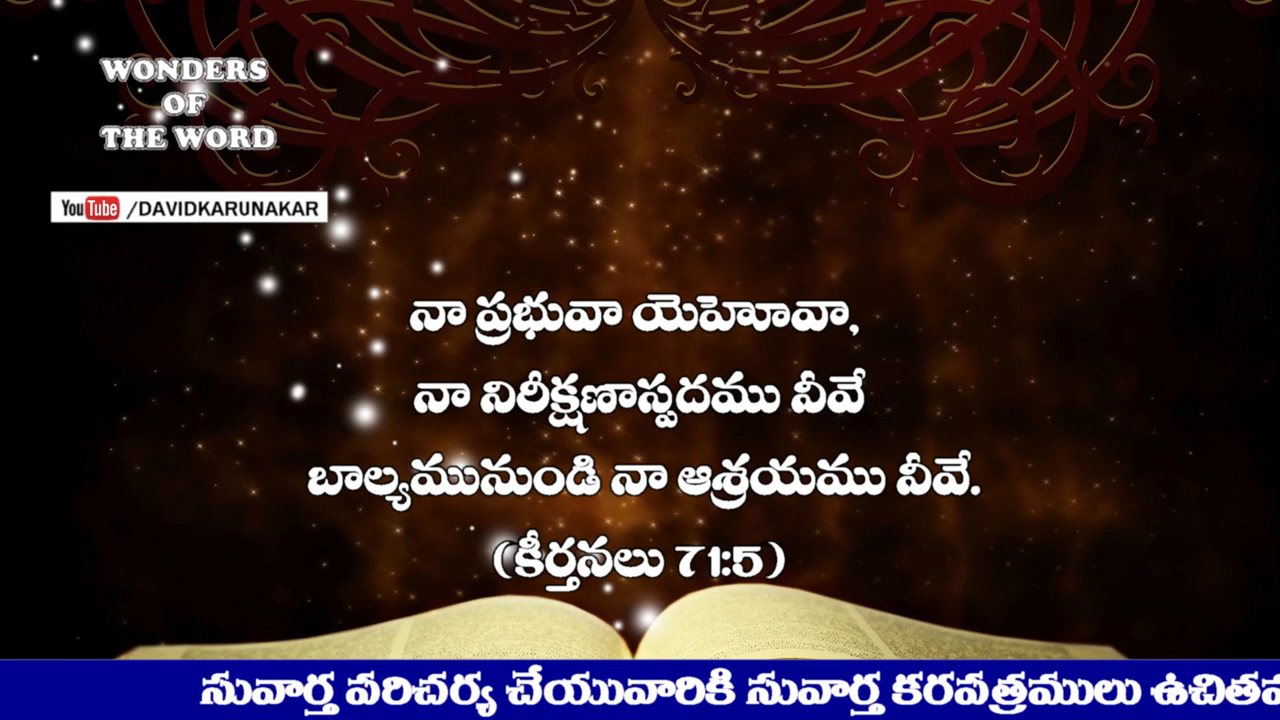 WONDERS
OF
THE WORD
YouTube /DAVIDKARUNAKAR
నా ప్రభువా యెహోవా,
నా నిరీక్షణాస్పదము నీవే
బాల్యమునుండి నా ఆశ్రయము నీవే.
(కీర్తనలు 71:5)
సువార్త పరిచర్య చేయువారికి సువార్త కరపత్రములు